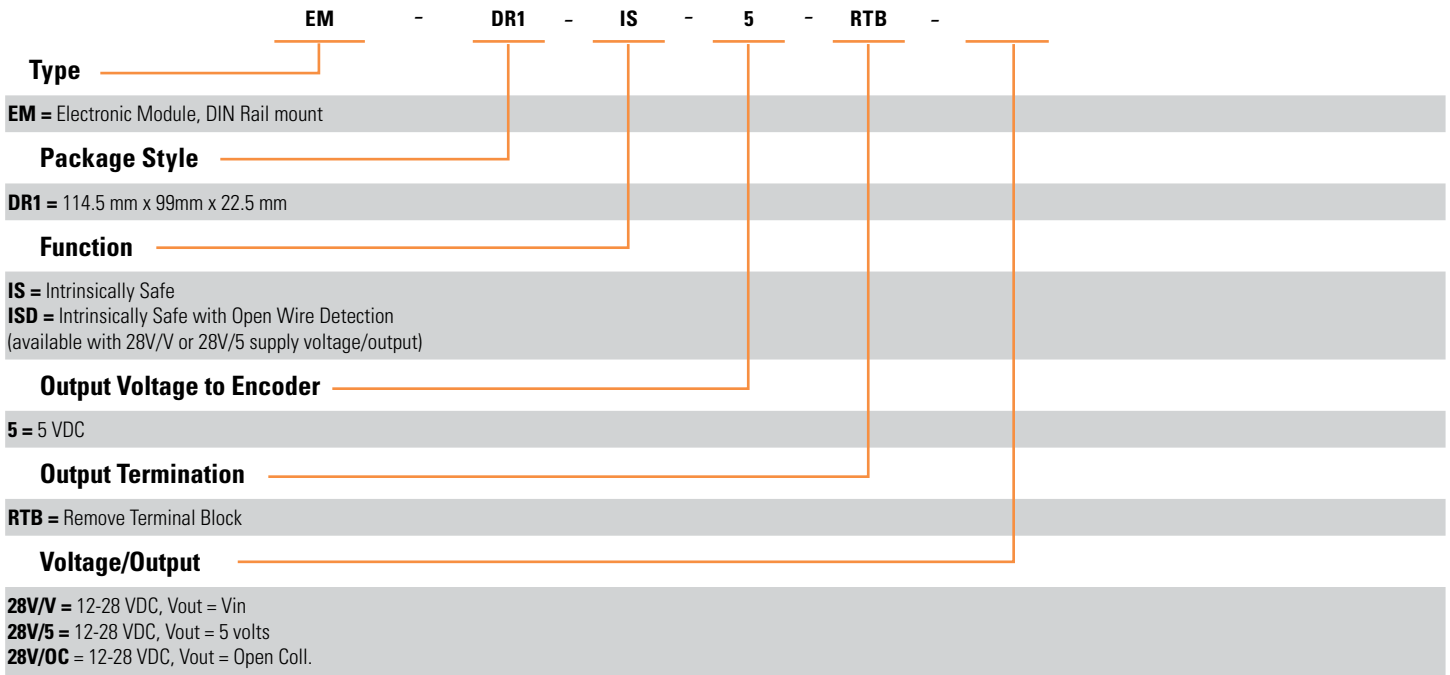 EM - DR1 - IS - 5 - RTB -
Type
EM = Electronic Module, DIN Rail mount
Package Style
DR1 = 114.5 mm x 99mm x 22.5 mm
Function
IS = Intrinsically Safe
ISD = Intrinsically Safe with Open Wire Detection
(available with 28V/V or 28V/5 supply voltage/output)
Output Voltage to Encoder
5 = 5 VDC
Output Termination
RTB = Remove Terminal Block
Voltage/Output
28V/V = 12-28 VDC, Vout = Vin
28V/5 = 12-28 VDC, Vout = 5 volts
28V/OC = 12-28 VDC, Vout = Open Coll.